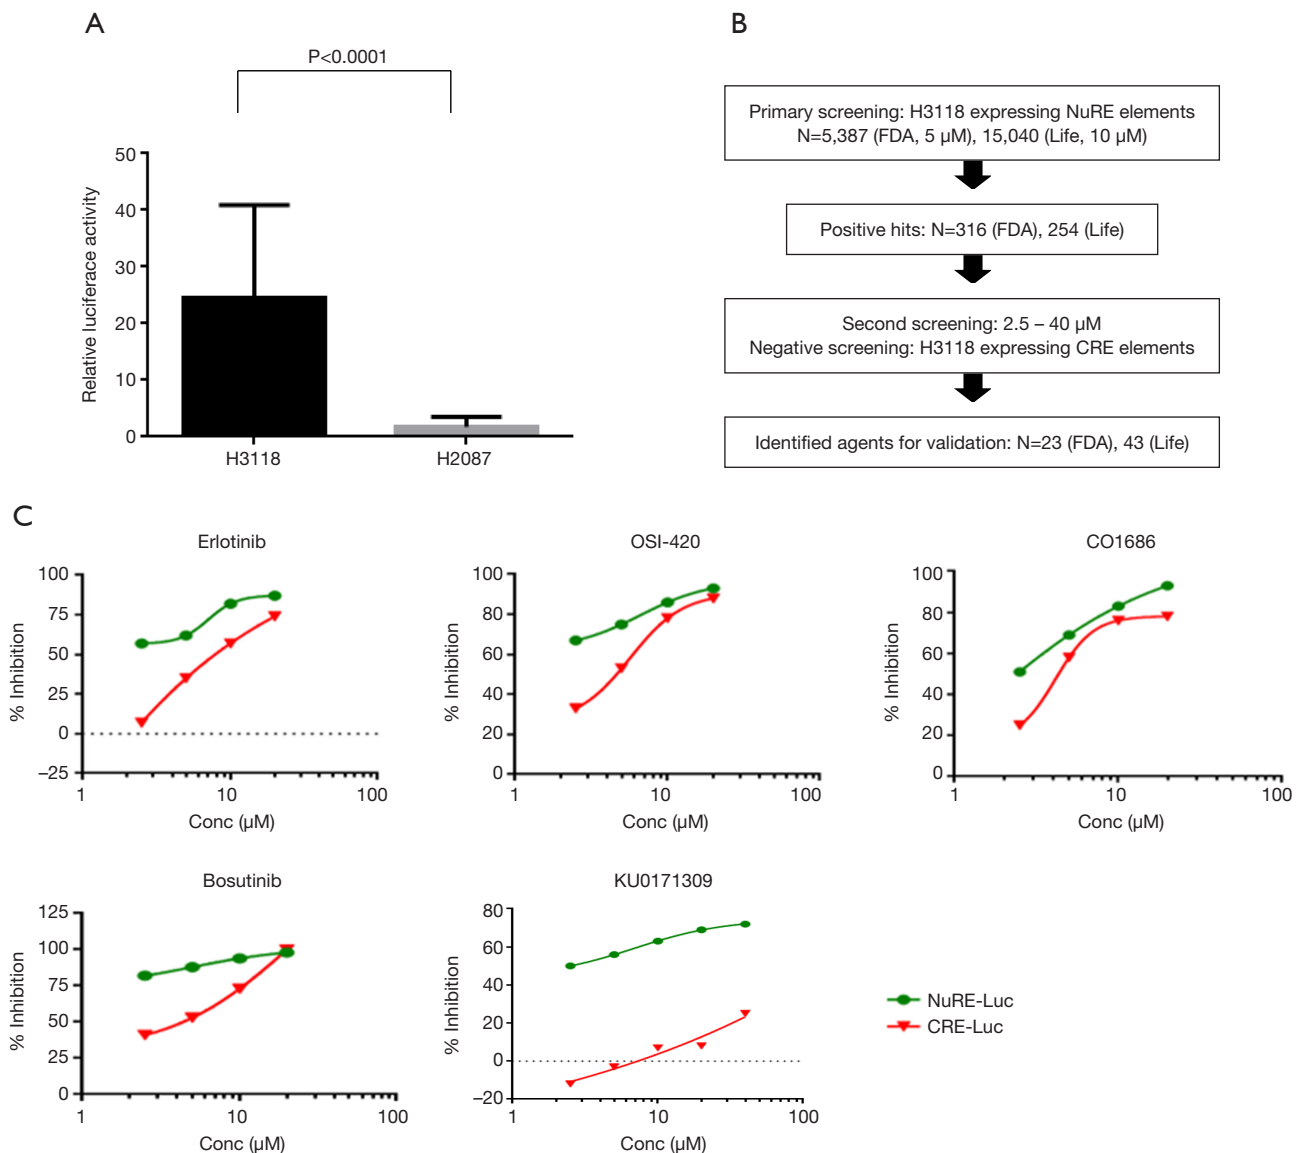 A
P<0.0001
Relative luciferace activity
50
40
30
20
10
0
H3118
H2087
B
Primary screening: H3118 expressing NuRE elements
N=5,387 (FDA, 5 µM), 15,040 (Life, 10 µM)
Positive hits: N=316 (FDA), 254 (Life)
Second screening: 2.5 – 40 µM
Negative screening: H3118 expressing CRE elements
Identified agents for validation: N=23 (FDA), 43 (Life)
C
Erlotinib
% Inhibition
100
75
50
25
0
–25
1
10
100
Conc (µM)
OSI-420
% Inhibition
100
80
60
40
20
0
1
10
100
Conc (µM)
CO1686
% Inhibition
100
80
60
40
20
0
1
10
100
Conc (µM)
Bosutinib
% Inhibition
125
100
75
50
25
0
1
10
100
Conc (µM)
KU0171309
% Inhibition
80
60
40
20
0
–20
1
10
100
Conc (µM)
NuRE-Luc
CRE-Luc